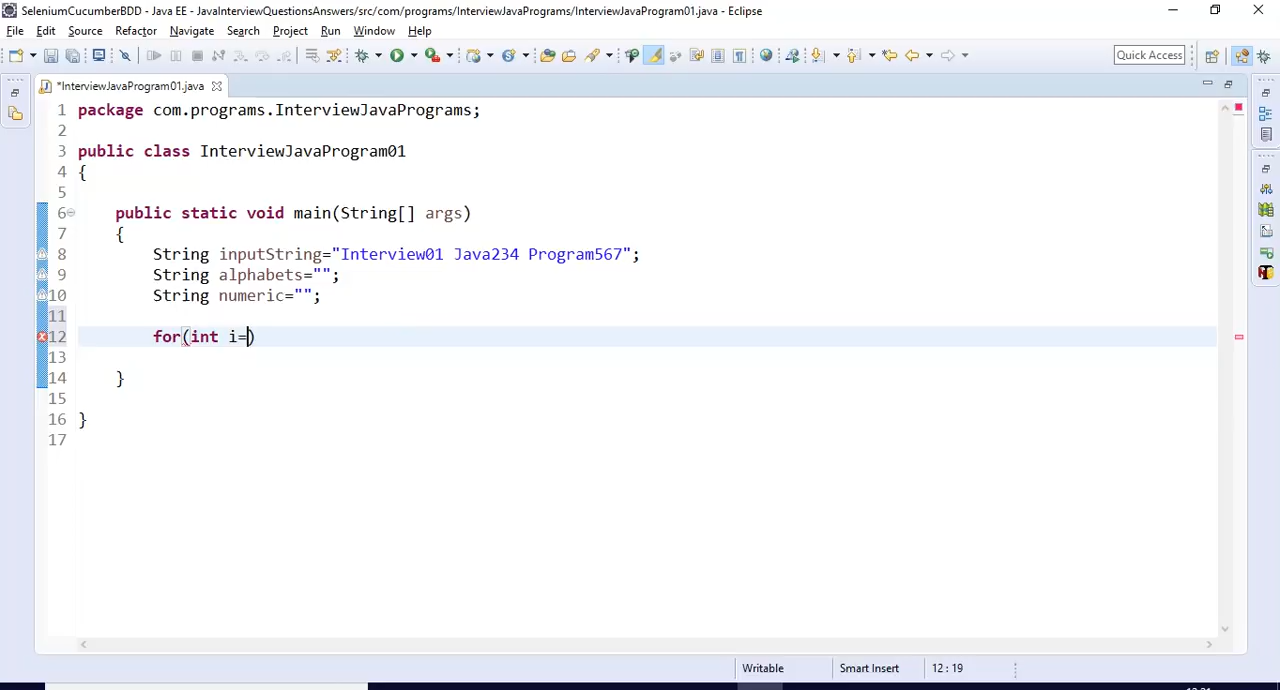 SeleniumCucumberBDD - Java EE - JavaInterviewQuestionsAnswers/src/com/programs/InterviewJavaPrograms/InterviewJavaProgram01.java - Eclipse
File Edit Source Refactor Navigate Search Project Run Window Help
Quick Access
*InterviewJavaProgram01.java
1 package com.programs.InterviewJavaPrograms;
2
3 public class InterviewJavaProgram01
4 {
5
6 public static void main(String[] args)
7 {
8 String inputString="Interview01 Java234 Program567";
9 String alphabets="";
10 String numeric="";
11
12 for(int i=)
13
14 }
15
16 }
17
Writable Smart Insert 12 : 19